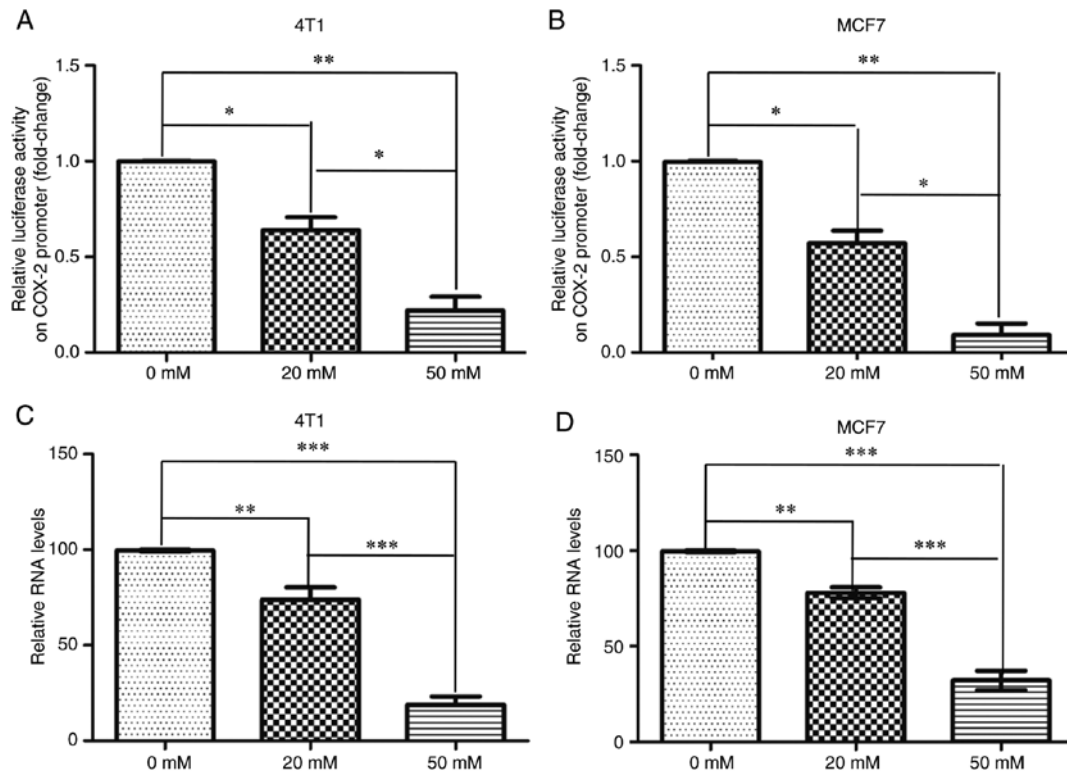 A
4T1
Relative luciferase activity
on COX-2 promoter (fold-change)
1.5
1.0
0.5
0.0
**
*
*
0 mM 20 mM 50 mM
B
MCF7
Relative luciferase activity
on COX-2 promoter (fold-change)
1.5
1.0
0.5
0.0
**
*
*
0 mM 20 mM 50 mM
C
4T1
Relative RNA levels
150
100
50
0
***
**
***
0 mM 20 mM 50 mM
D
MCF7
Relative RNA levels
150
100
50
0
***
**
***
0 mM 20 mM 50 mM